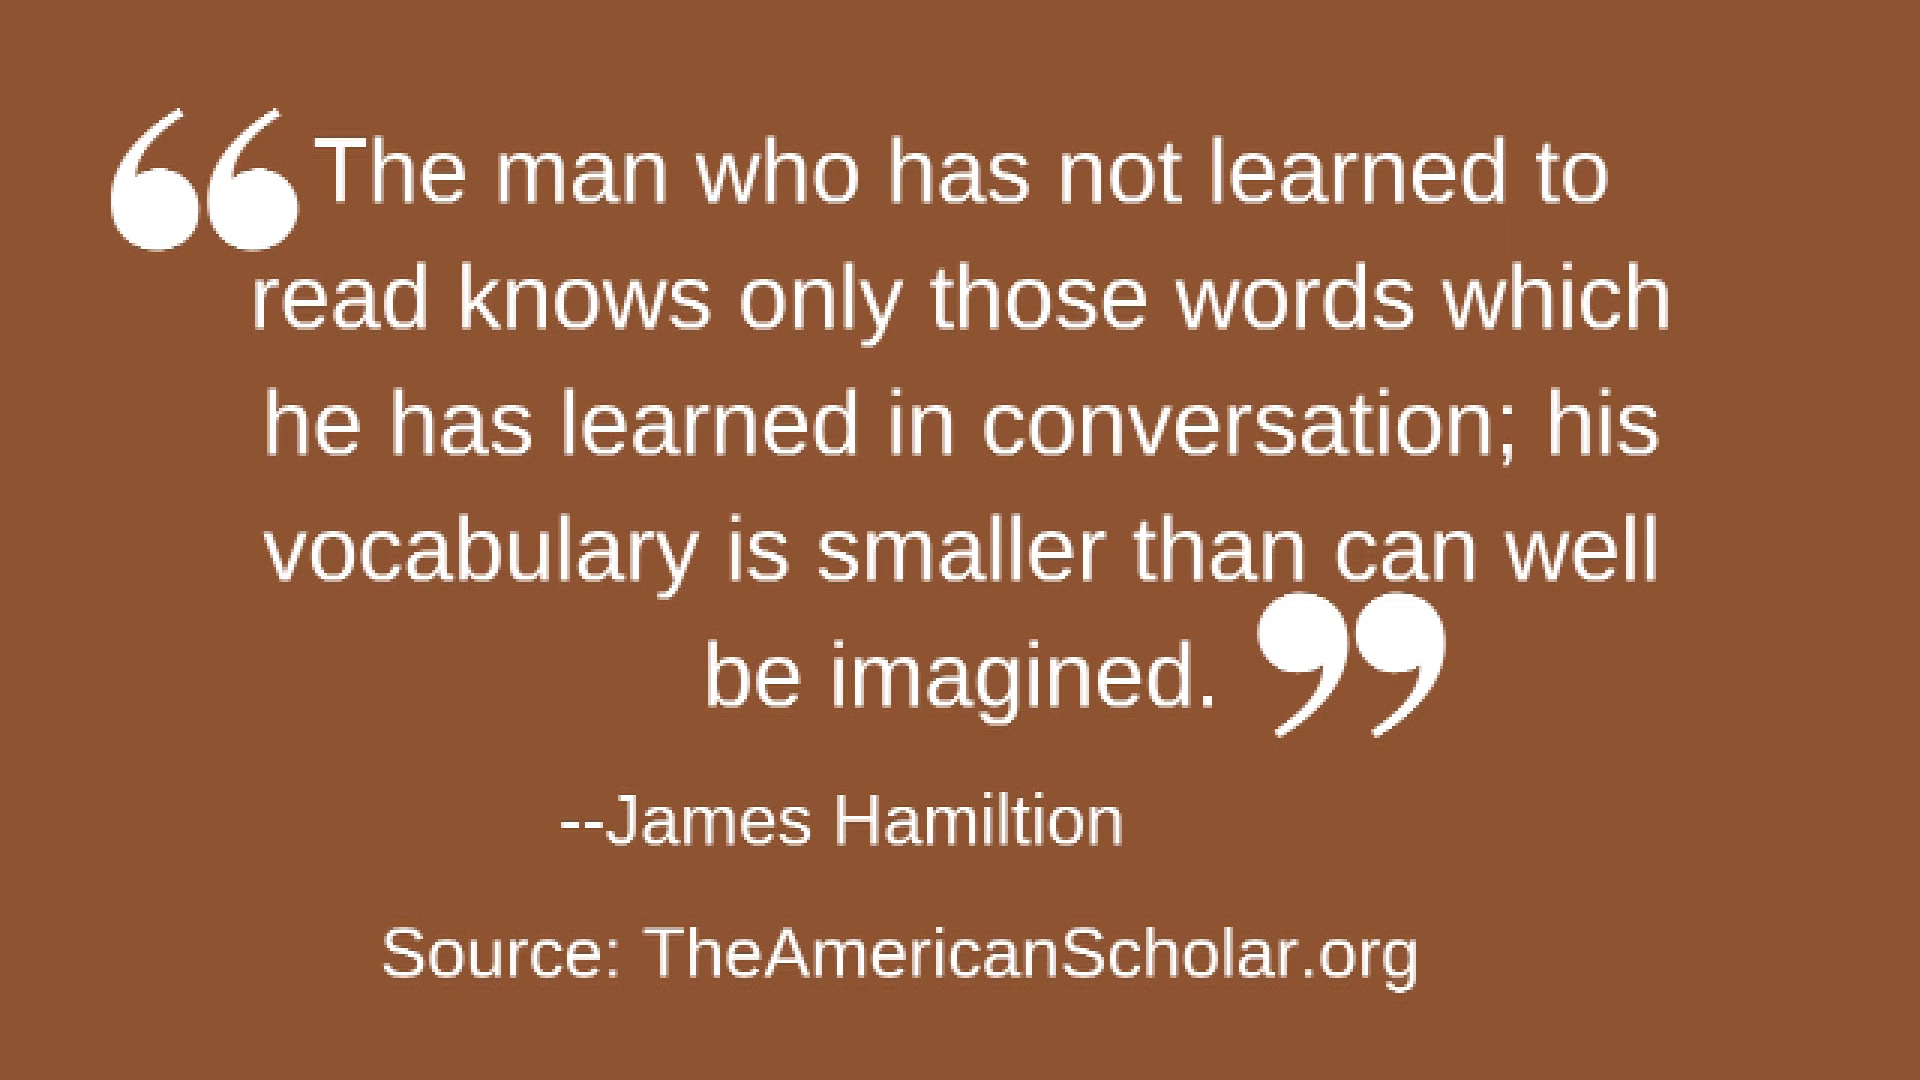 “The man who has not learned to
read knows only those words which
he has learned in conversation; his
vocabulary is smaller than can well
be imagined.”
--James Hamiltion
Source: TheAmericanScholar.org